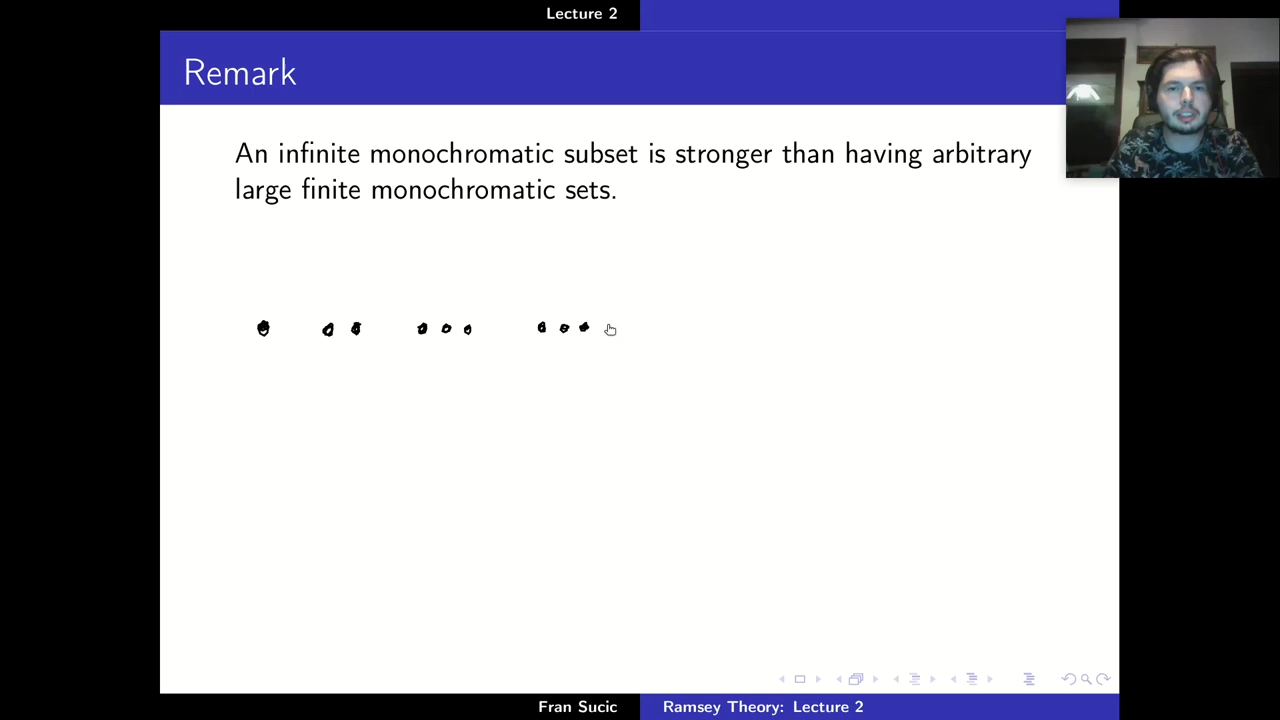 Lecture 2
Remark
An infinite monochromatic subset is stronger than having arbitrary
large finite monochromatic sets.
Fran Sucic
Ramsey Theory: Lecture 2